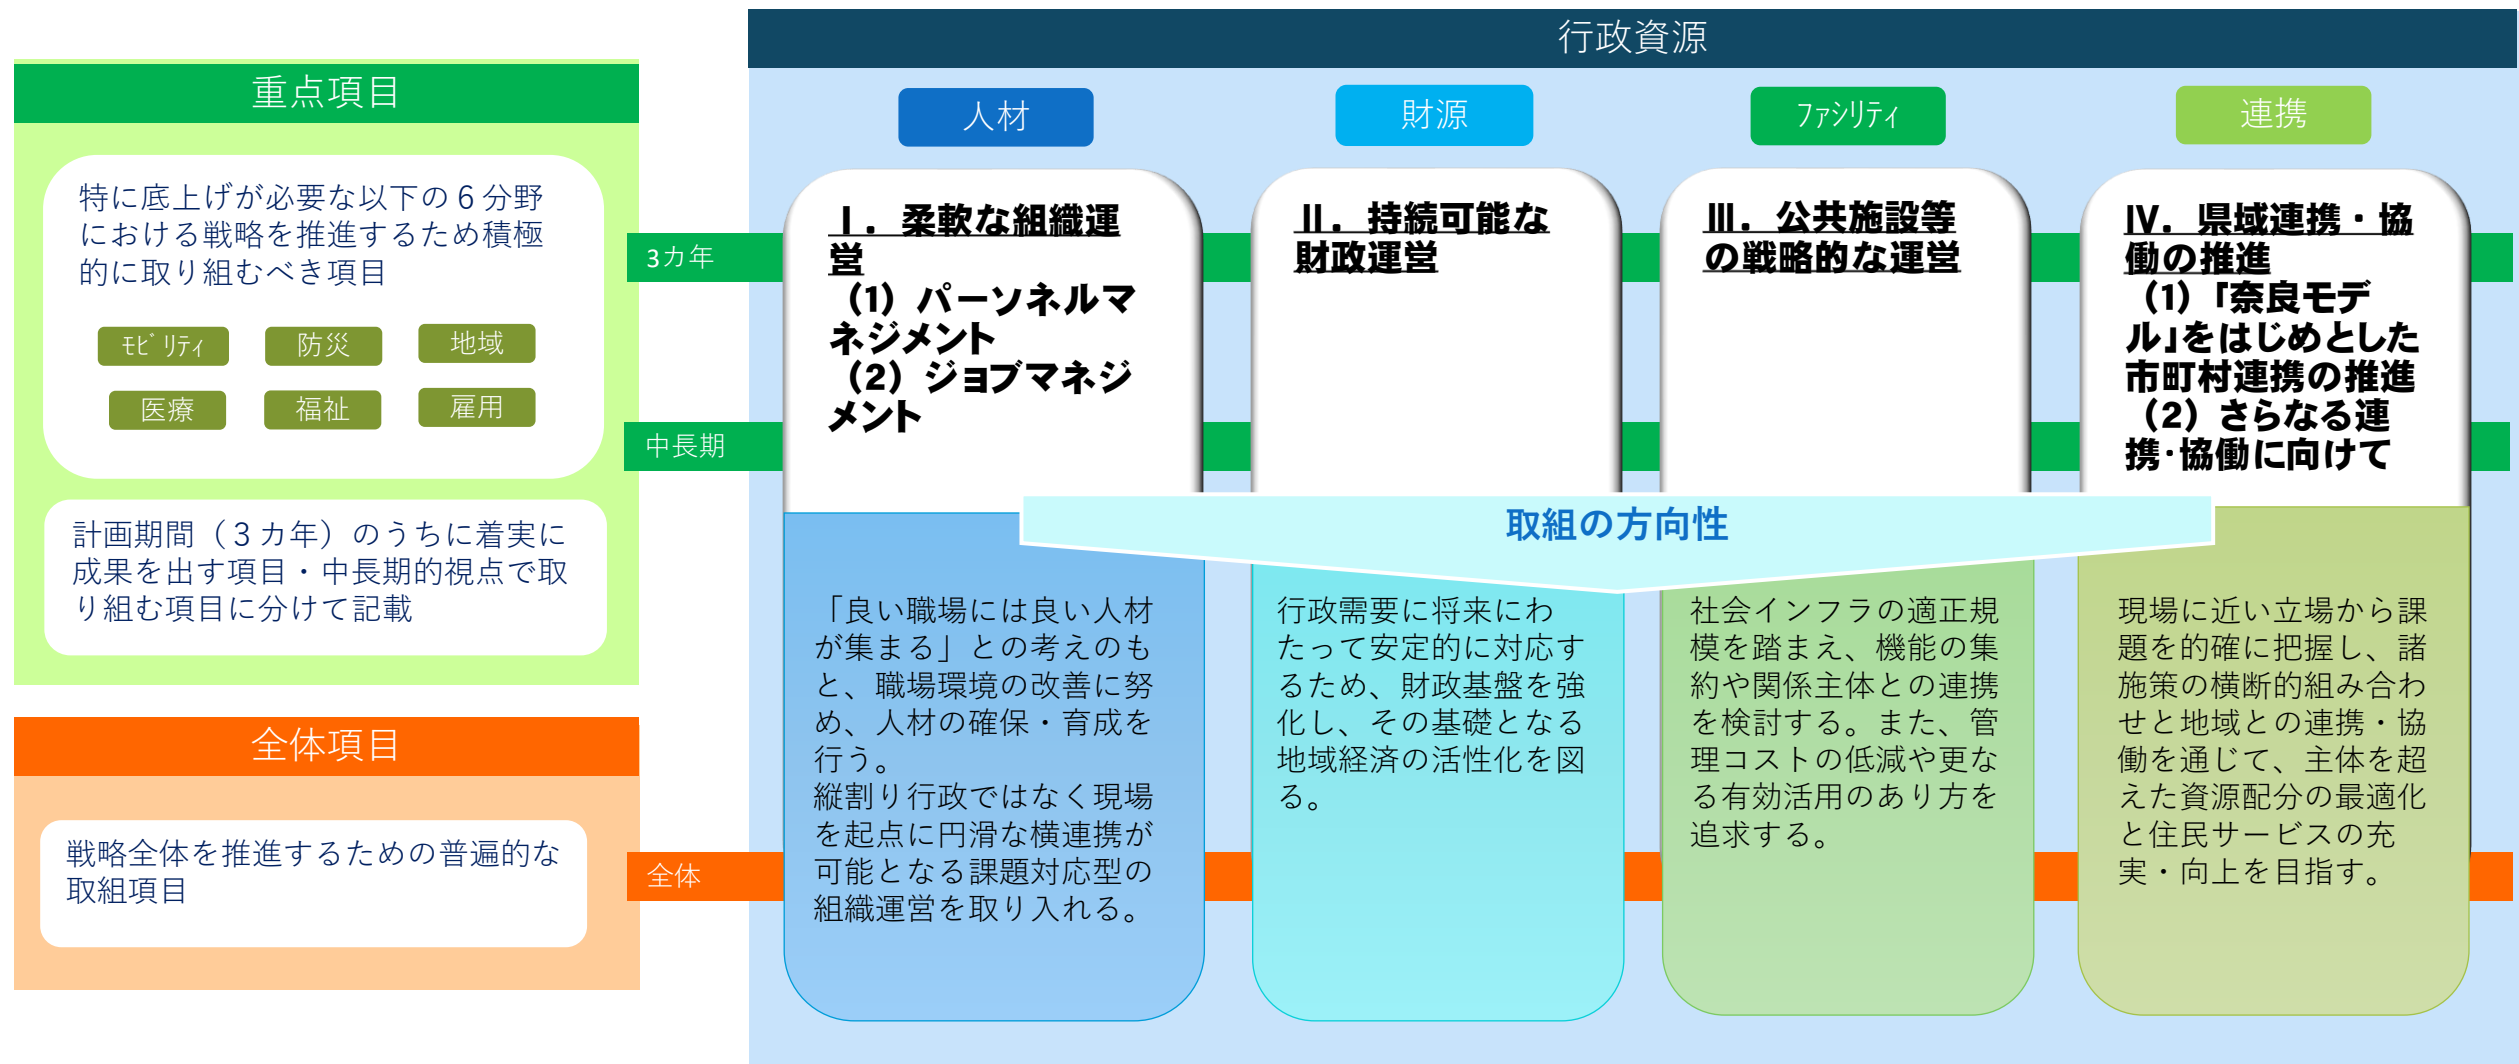 行政資源
重点項目
特に底上げが必要な以下の６分野
における戦略を推進するため積極
的に取り組むべき項目
ﾓﾋﾞﾘﾃｨ
防災
地域
医療
福祉
雇用
計画期間（３カ年）のうちに着実に
成果を出す項目・中長期的視点で取
り組む項目に分けて記載
全体項目
戦略全体を推進するための普遍的な
取組項目
3カ年
中長期
全体
人材
Ⅰ．柔軟な組織運
営
（1）パーソネルマ
ネジメント
（2）ジョブマネジ
メント
財源
Ⅱ．持続可能な
財政運営
ﾌｧｼﾘﾃｨ
Ⅲ．公共施設等
の戦略的な運営
連携
Ⅳ．県域連携・協
働の推進
（1）「奈良モデ
ル」をはじめとした
市町村連携の推進
（2）さらなる連
携･協働に向けて
取組の方向性
「良い職場には良い人材
が集まる」との考えのも
と、職場環境の改善に努
め、人材の確保・育成を
行う。
縦割り行政ではなく現場
を起点に円滑な横連携が
可能となる課題対応型の
組織運営を取り入れる。
行政需要に将来にわ
たって安定的に対応す
るため、財政基盤を強
化し、その基礎となる
地域経済の活性化を図
る。
社会インフラの適正規
模を踏まえ、機能の集
約や関係主体との連携
を検討する。また、管
理コストの低減や更な
る有効活用のあり方を
追求する。
現場に近い立場から課
題を的確に把握し、諸
施策の横断的組み合わ
せと地域との連携・協
働を通じて、主体を超
えた資源配分の最適化
と住民サービスの充
実・向上を目指す。